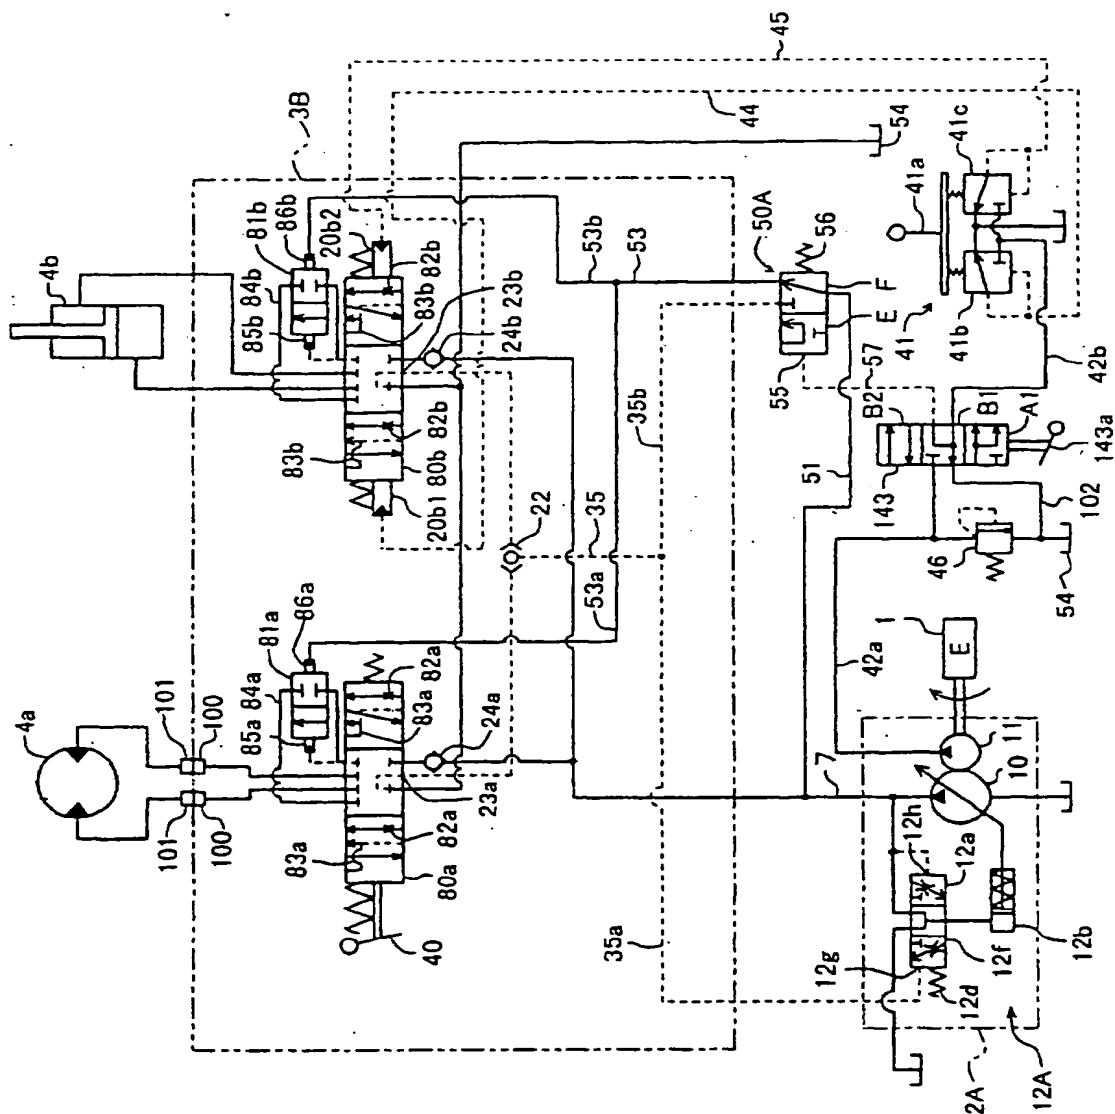 45
3B
44
54
41c
41a
4b
86b
81b
84b
85b
20b2
82b
23b
83b
24b
53b
53
50A
56
F
E
55
41
41b
42b
57
B2
B1
A1
143a
143
102
51
35b
83b
82b
80b
20b1
22
35
46
54
4a
101
100
84a
81a
86a
85a
82a
83a
24a
53a
42a
1
E
11
10
7
101
100
83a
82a
23a
80a
40
35a
12h
12a
12g
12f
12d
12b
2A
12A